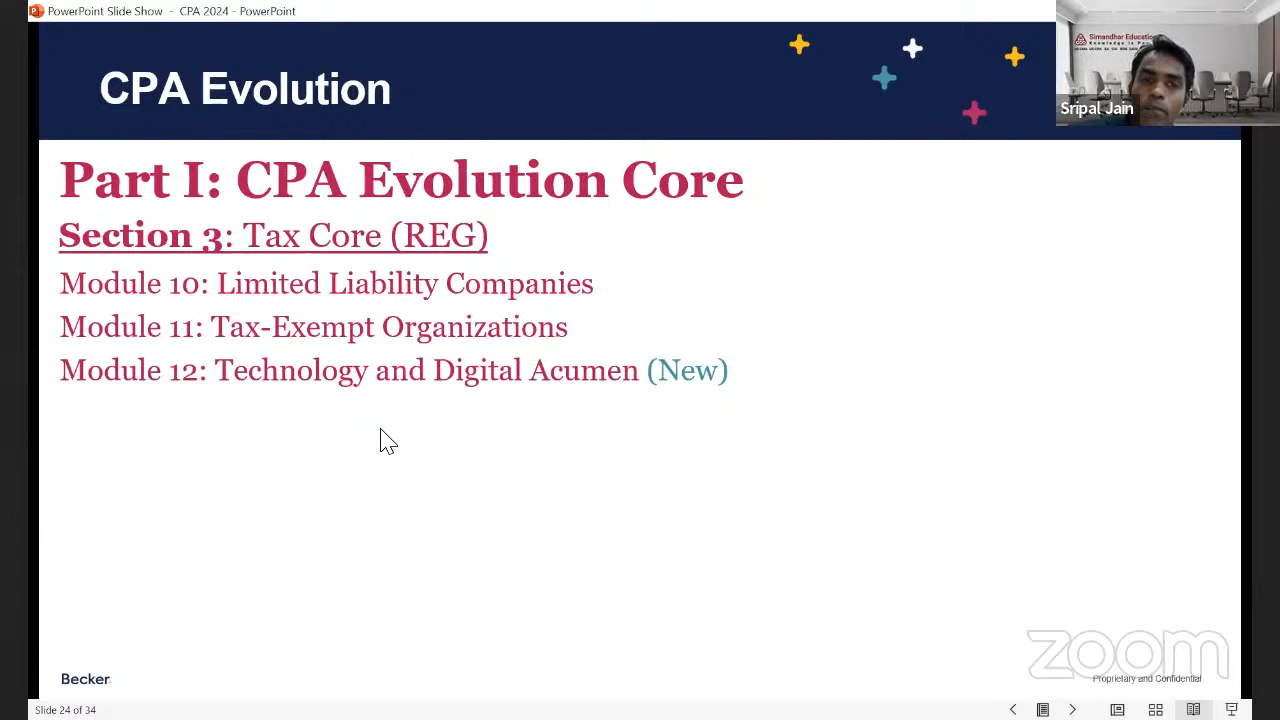 PowerPoint Slide Show - CPA 2024 - PowerPoint
CPA Evolution
Simandhar Education
Sripal Jain
Part I: CPA Evolution Core
Section 3: Tax Core (REG)
Module 10: Limited Liability Companies
Module 11: Tax-Exempt Organizations
Module 12: Technology and Digital Acumen (New)
zoom
Becker.
Proprietary and Confidential
Slide 24 of 34